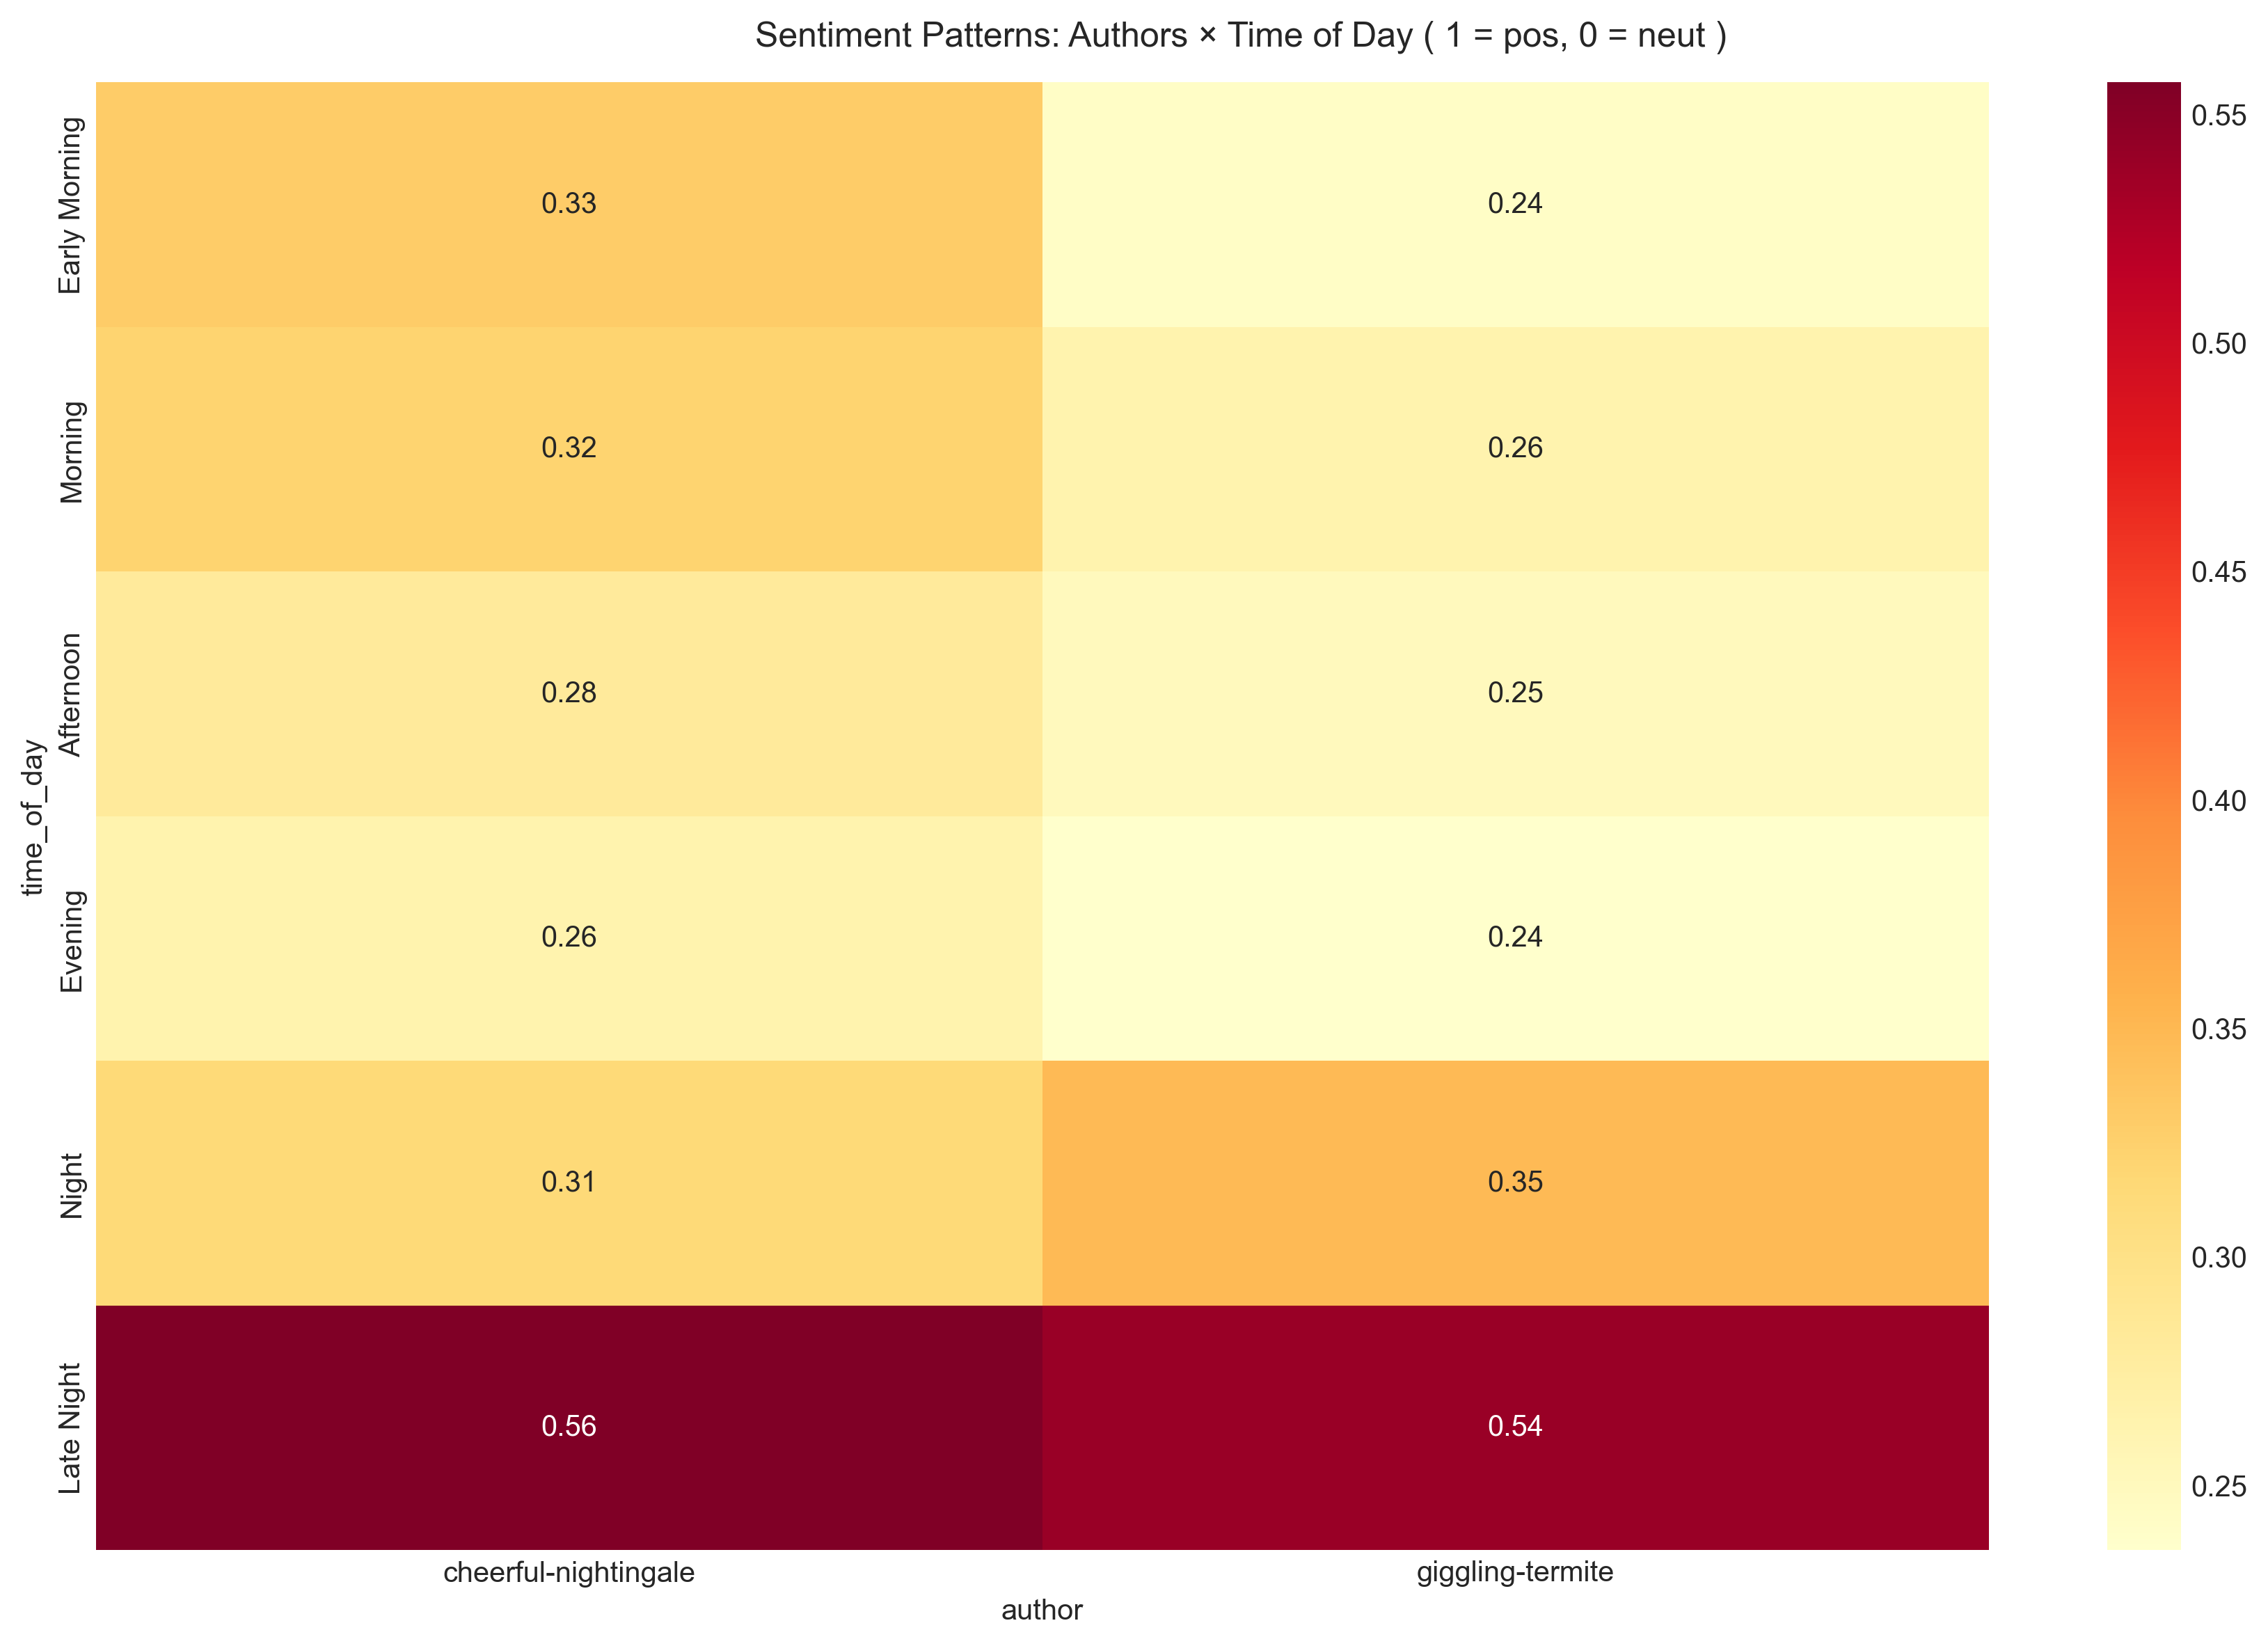 Sentiment Patterns: Authors × Time of Day ( 1 = pos, 0 = neut )
time_of_day
Early Morning
0.33
0.24
Morning
0.32
0.26
Afternoon
0.28
0.25
Evening
0.26
0.24
Night
0.31
0.35
Late Night
0.56
0.54
cheerful-nightingale
giggling-termite
author
0.55
0.50
0.45
0.40
0.35
0.30
0.25